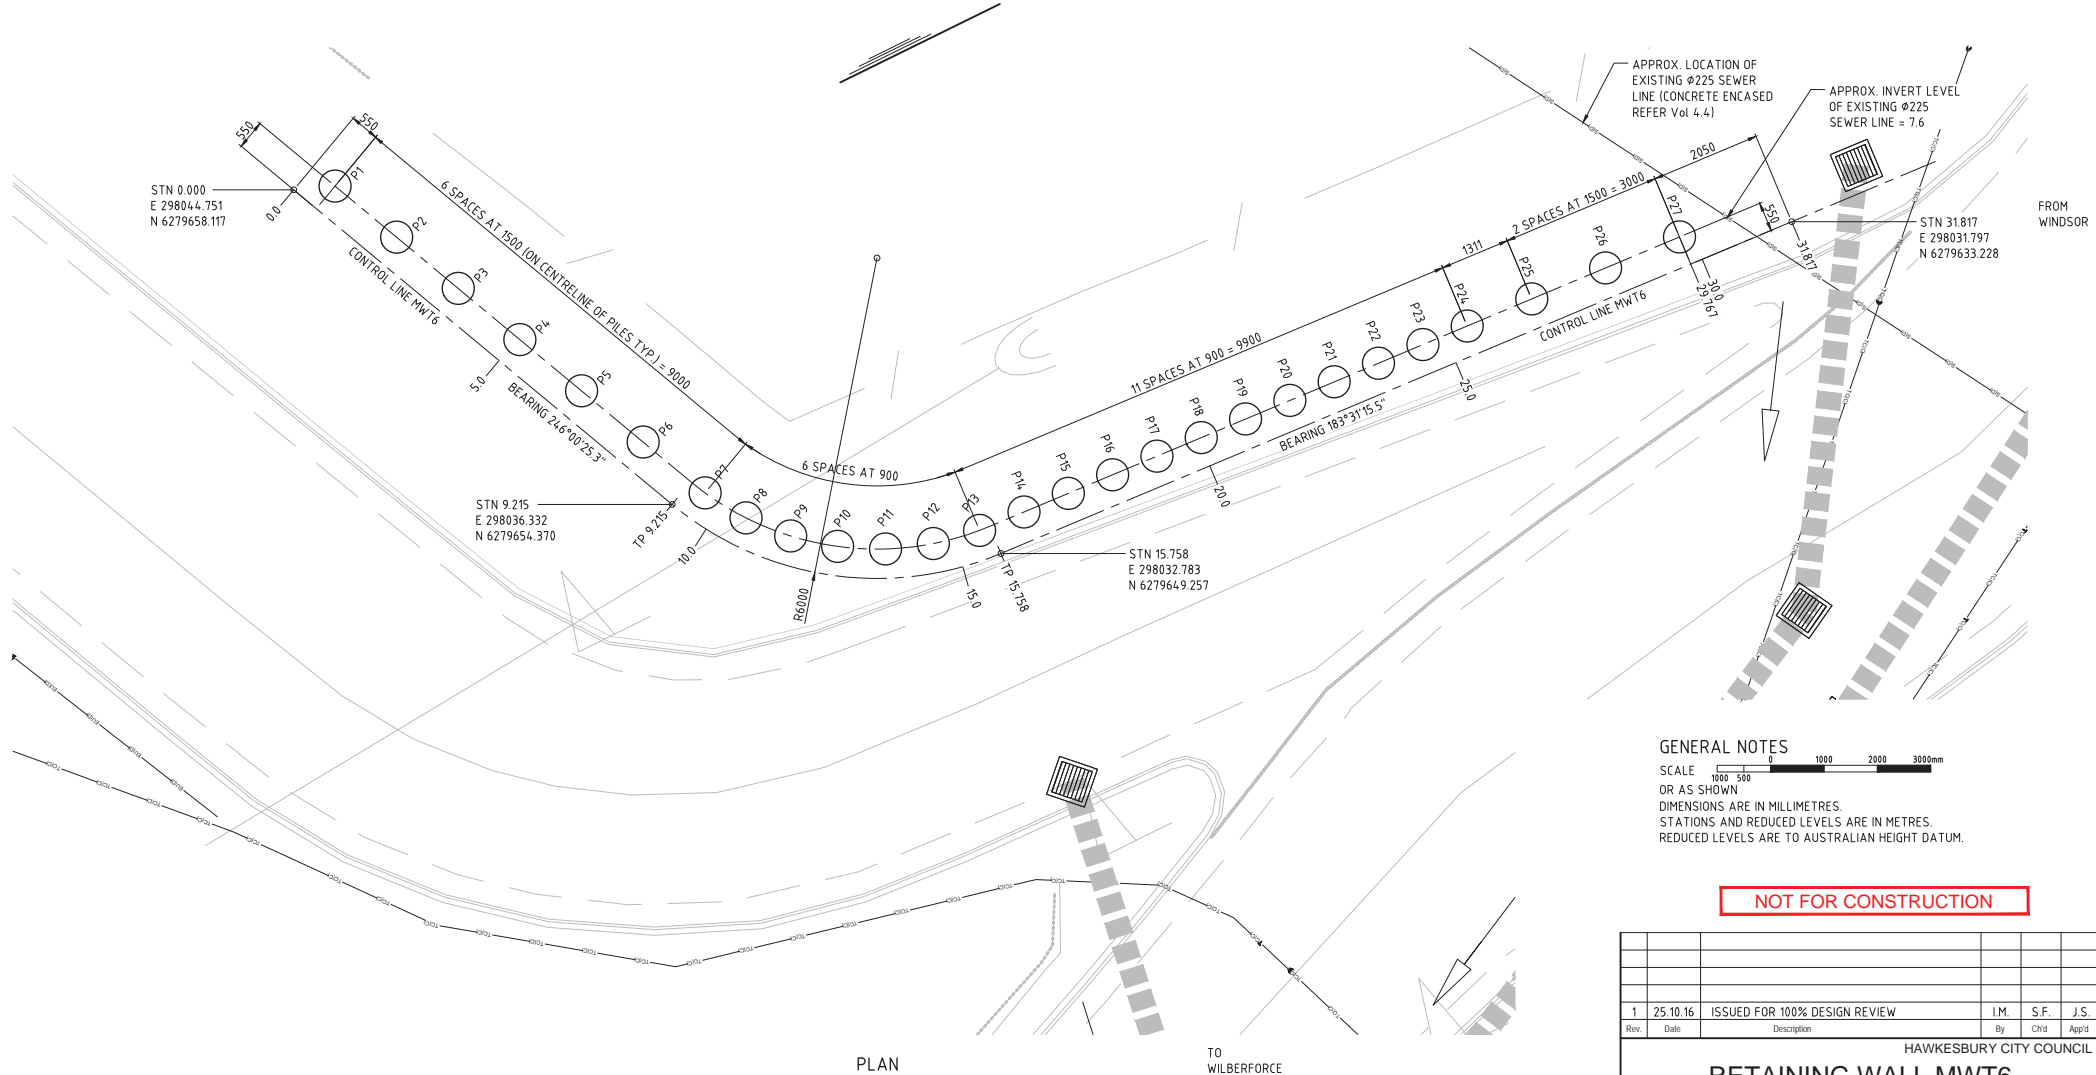 APPROX. LOCATION OF
EXISTING Φ225 SEWER
LINE (CONCRETE ENCASED
REFER Vol 4.4)
APPROX. INVERT LEVEL
OF EXISTING Φ225
SEWER LINE = 7.6
550
550
STN 0.000
E 298044.751
N 6279658.117
0.0
P1
P2
P3
P4
P5
P6
P7
P8
P9
P10
P11
P12
P13
P14
P15
P16
P17
P18
P19
P20
P21
P22
P23
P24
P25
P26
P27
6 SPACES AT 1500 (ON CENTRELINE OF PILES TYP.) = 9000
CONTROL LINE MWT6
5.0
BEARING 246°00'25.3"
STN 9.215
E 298036.332
N 6279654.370
TP 9.215
10.0
6 SPACES AT 900
R6000
15.0
TP 15.758
STN 15.758
E 298032.783
N 6279649.257
11 SPACES AT 900 = 9900
1311
2 SPACES AT 1500 = 3000
2050
550
20.0
BEARING 183°31'15.5"
25.0
CONTROL LINE MWT6
30.0
29.167
31.817
STN 31.817
E 298031.797
N 6279633.228
FROM
WINDSOR
GENERAL NOTES
SCALE
1000 500 0 1000 2000 3000mm
OR AS SHOWN
DIMENSIONS ARE IN MILLIMETRES.
STATIONS AND REDUCED LEVELS ARE IN METRES.
REDUCED LEVELS ARE TO AUSTRALIAN HEIGHT DATUM.
NOT FOR CONSTRUCTION
1 25.10.16 ISSUED FOR 100% DESIGN REVIEW I.M. S.F. J.S.
Rev. Date Description By Ch'd App'd
HAWKESBURY CITY COUNCIL
RETAINING WALL MWT6
PLAN
TO
WILBERFORCE